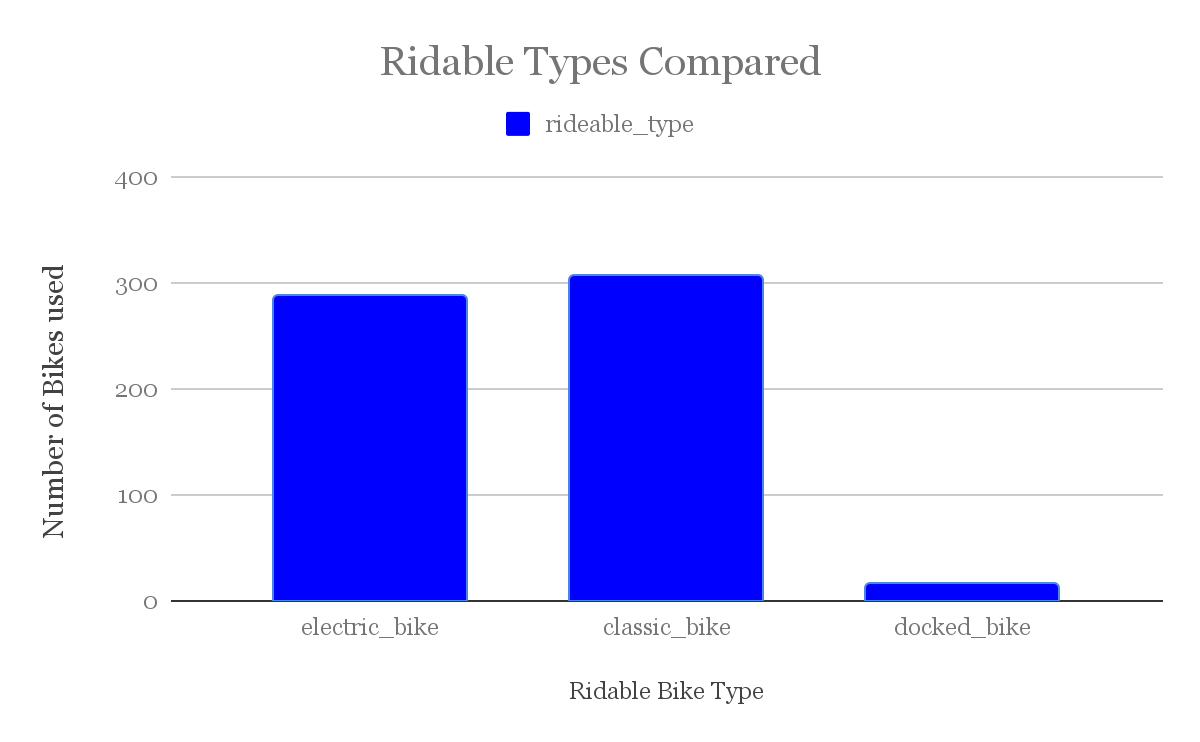 Ridable Types Compared
rideable_type
400
300
200
100
0
Number of Bikes used
electric_bike
classic_bike
docked_bike
Ridable Bike Type